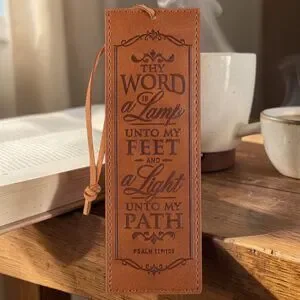 THY
WORD
IS
a Lamp
UNTO MY
FEET
AND
a Light
UNTO MY
PATH
PSALM 119:105